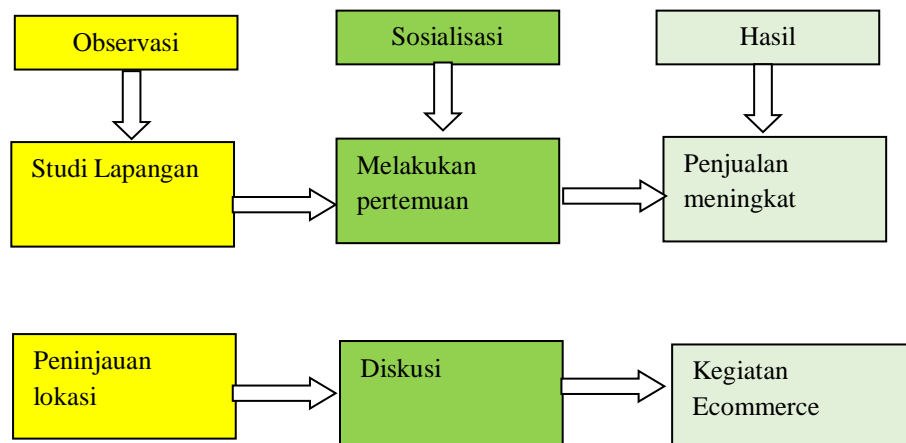 Observasi
Sosialisasi
Hasil
Studi Lapangan
Melakukan
pertemuan
Penjualan
meningkat
Peninjauan
lokasi
Diskusi
Kegiatan
Ecommerce